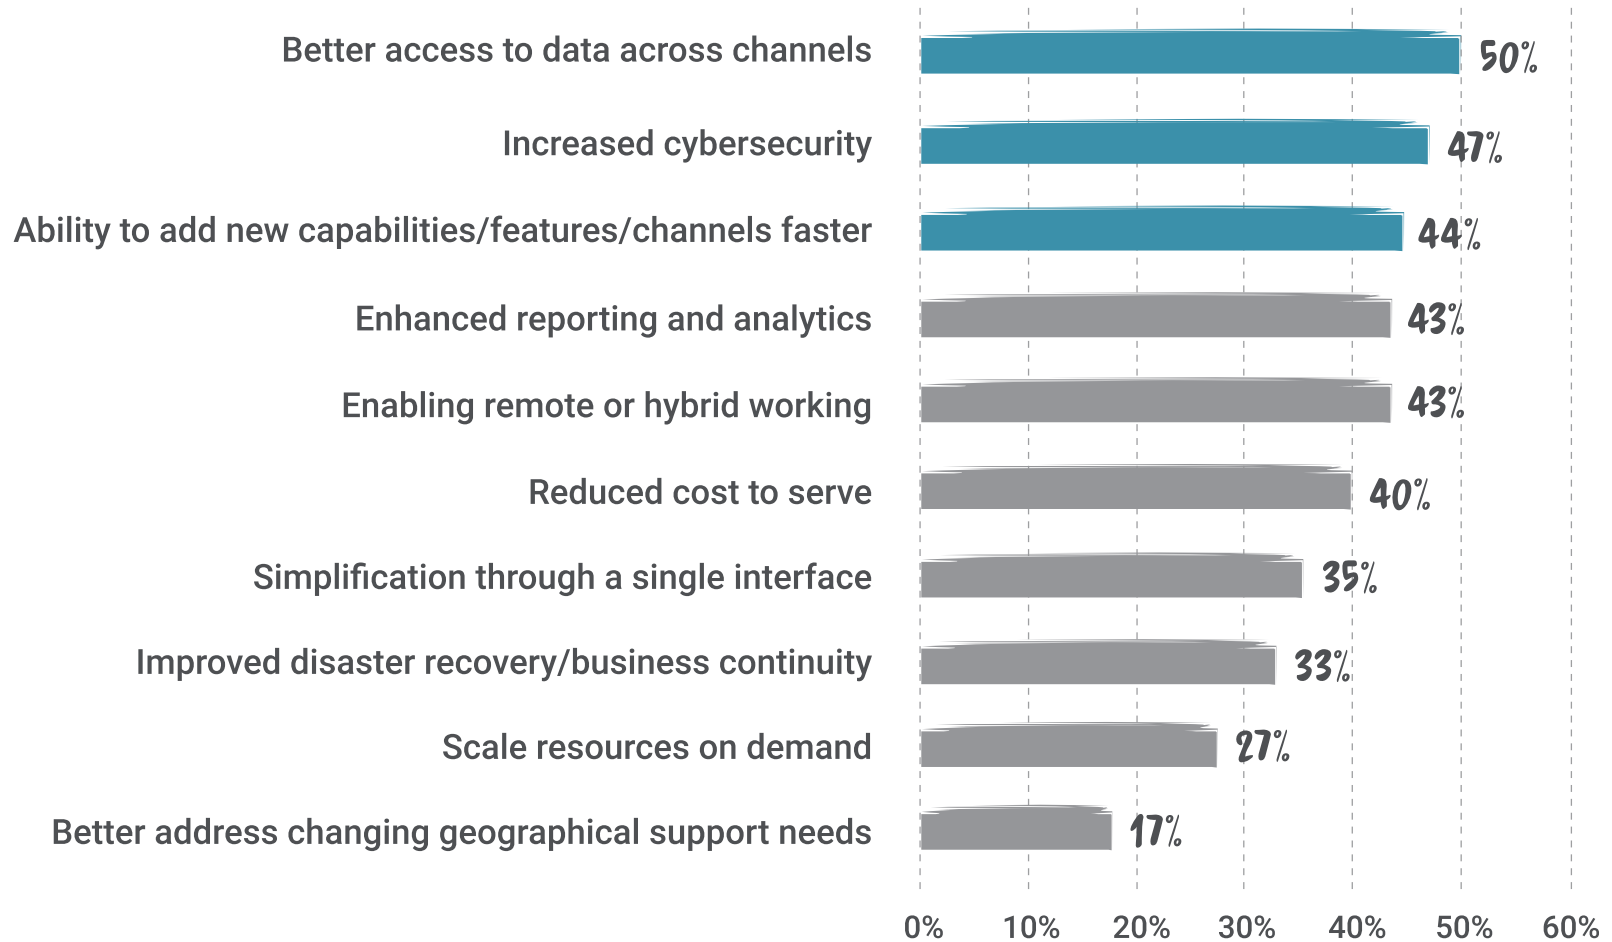 Better access to data across channels 50%
Increased cybersecurity 47%
Ability to add new capabilities/features/channels faster 44%
Enhanced reporting and analytics 43%
Enabling remote or hybrid working 43%
Reduced cost to serve 40%
Simplification through a single interface 35%
Improved disaster recovery/business continuity 33%
Scale resources on demand 27%
Better address changing geographical support needs 17%
0% 10% 20% 30% 40% 50% 60%